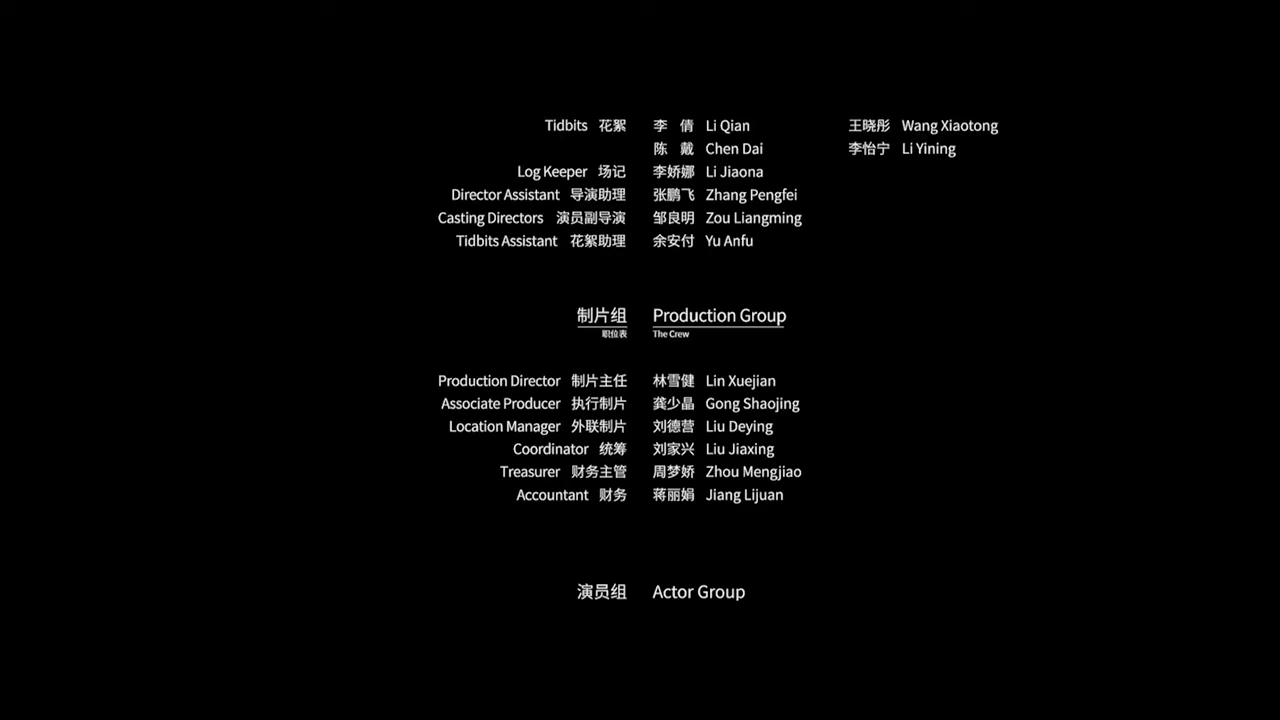 Tidbits 花絮 李 倩 Li Qian 王晓彤 Wang Xiaotong
陈 戴 Chen Dai 李怡宁 Li Yining
Log Keeper 场记 李娇娜 Li Jiaona
Director Assistant 导演助理 张鹏飞 Zhang Pengfei
Casting Directors 演员副导演 邹良明 Zou Liangming
Tidbits Assistant 花絮助理 余安付 Yu Anfu
制片组 Production Group
职位表 The Crew
Production Director 制片主任 林雪健 Lin Xuejian
Associate Producer 执行制片 龚少晶 Gong Shaojing
Location Manager 外联制片 刘德营 Liu Deying
Coordinator 统筹 刘家兴 Liu Jiaxing
Treasurer 财务主管 周梦娇 Zhou Mengjiao
Accountant 财务 蒋丽娟 Jiang Lijuan
演员组 Actor Group